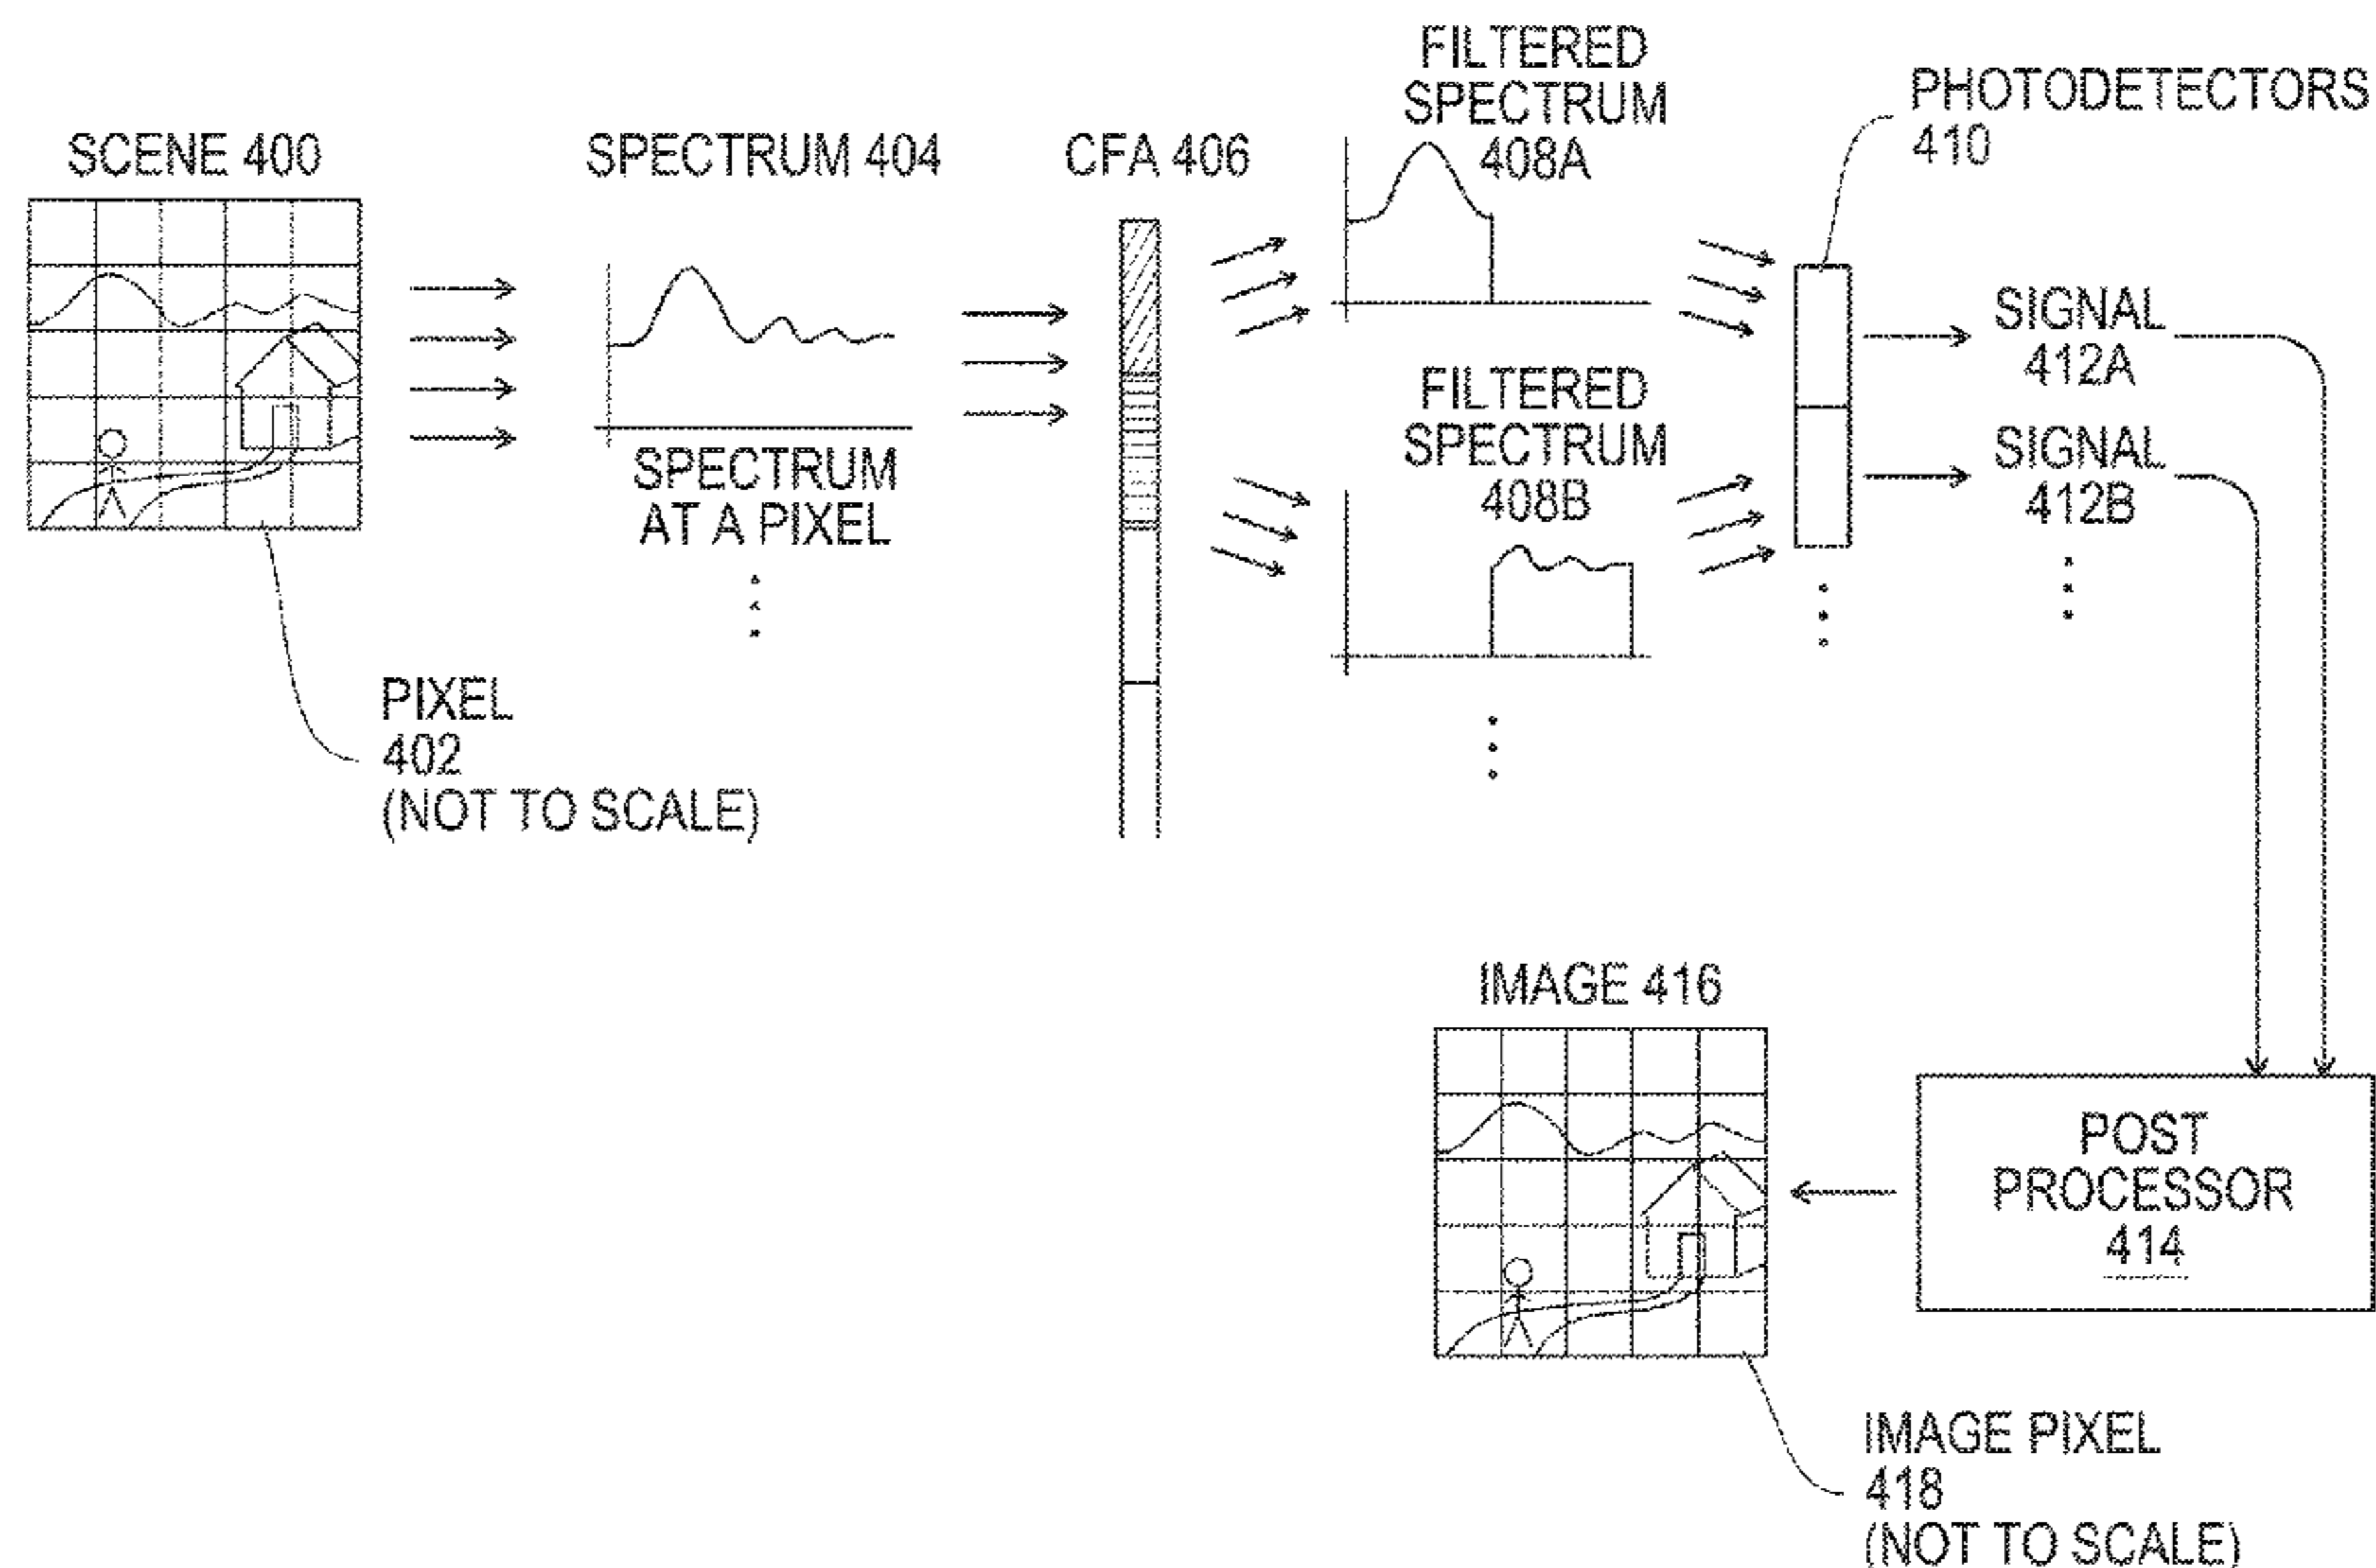 SCENE 400
SPECTRUM 404
SPECTRUM
AT A PIXEL
PIXEL
402
(NOT TO SCALE)
CFA 406
FILTERED
SPECTRUM
408A
FILTERED
SPECTRUM
408B
PHOTODETECTORS
410
SIGNAL
412A
SIGNAL
412B
POST
PROCESSOR
414
IMAGE 416
IMAGE PIXEL
418
(NOT TO SCALE)